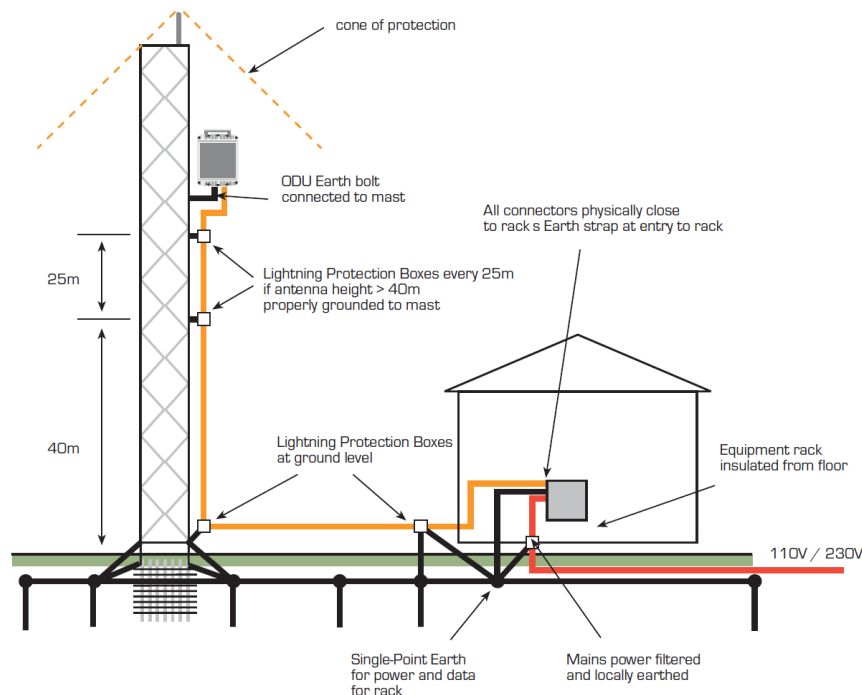 cone of protection
ODU Earth bolt
connected to mast
All connectors physically close
to rack s Earth strap at entry to rack
25m
Lightning Protection Boxes every 25m
if antenna height > 40m
properly grounded to mast
40m
Lightning Protection Boxes
at ground level
Equipment rack
insulated from floor
110V / 230V
Single-Point Earth
for power and data
for rack
Mains power filtered
and locally earthed